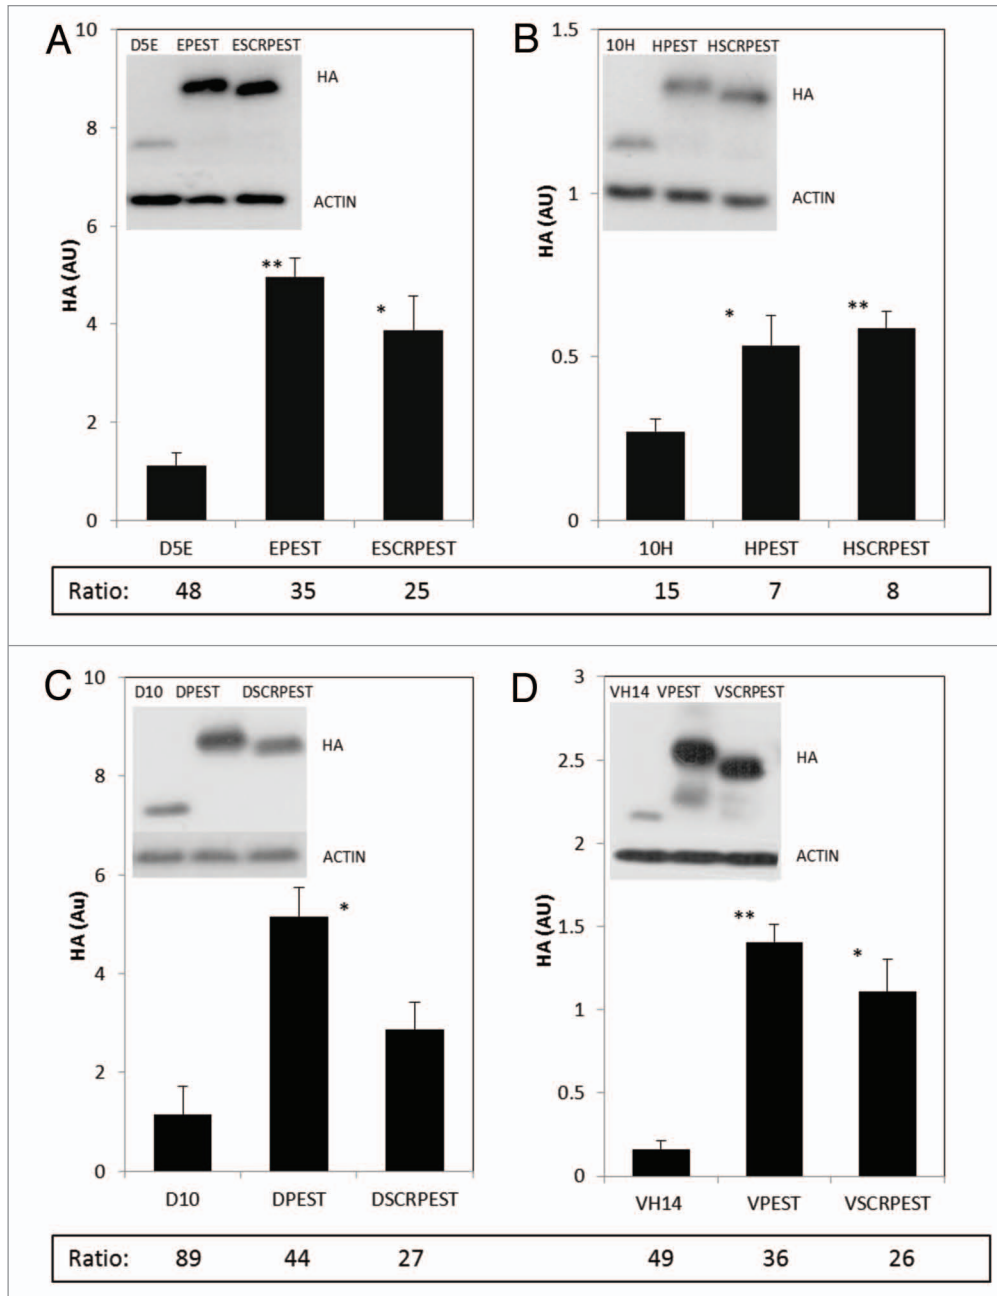 A
10
8
6
4
2
0
HA (AU)
D5E EPEST ESCRPEST
HA
ACTIN
**
*
D5E EPEST ESCRPEST
B
1.5
1
0.5
0
HA (AU)
10H HPEST HSCRPEST
HA
ACTIN
*
**
10H HPEST HSCRPEST
Ratio: 48 35 25 15 7 8
C
10
8
6
4
2
0
HA (Au)
D10 DPEST DSCRPEST
HA
ACTIN
*
D10 DPEST DSCRPEST
D
3
2.5
2
1.5
1
0.5
0
HA (AU)
VH14 VPEST VSCRPEST
HA
ACTIN
**
*
VH14 VPEST VSCRPEST
Ratio: 89 44 27 49 36 26